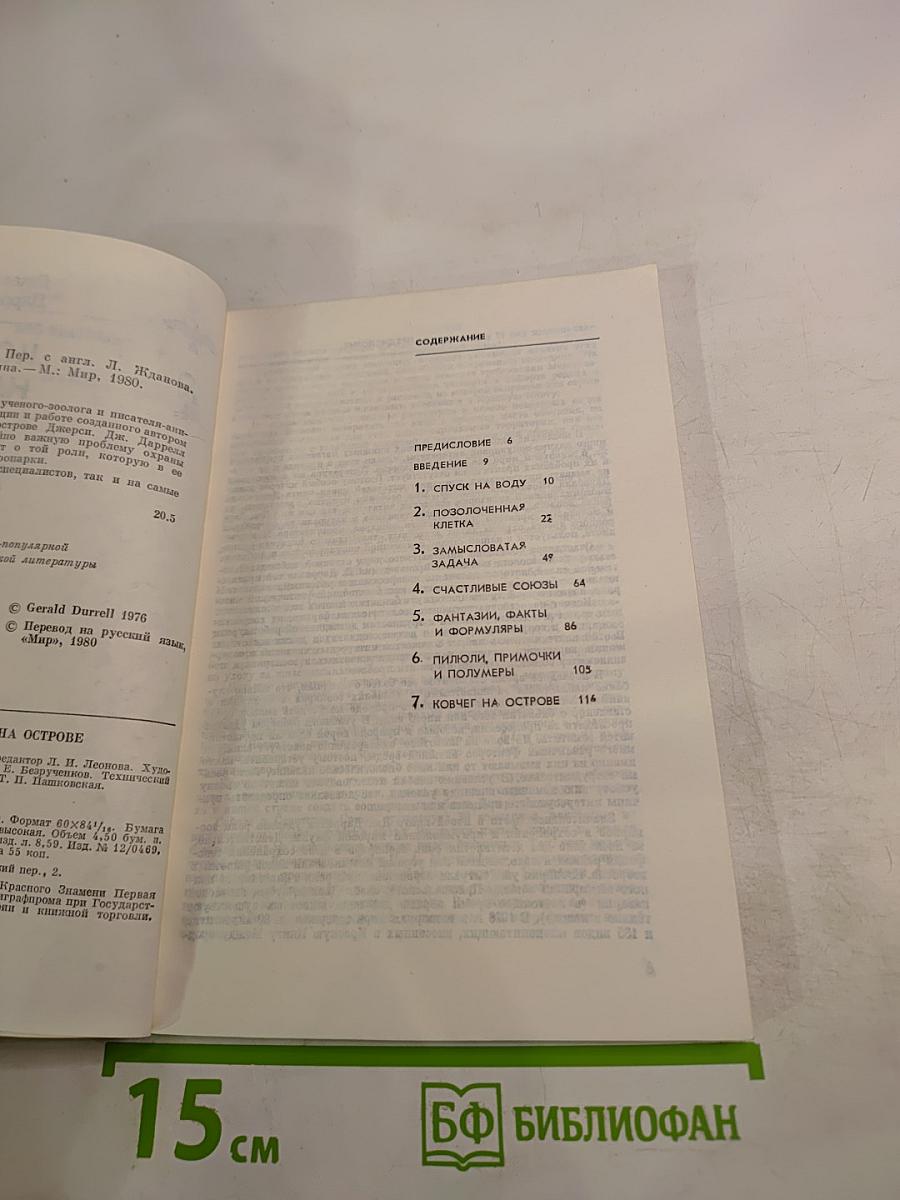 Пер. с англ. Л. Жданова.
на.— М.: Мир, 1980.
ученого-зоолога и писателя-ани-
ции и работе созданного автором
острове Джерси. Дж. Даррелл
но важную проблему охраны
т о той роли, которую в ее
опарки.
специалистов, так и на самые
20.5
-популярной
кой литературы
© Gerald Durrell 1976
© Перевод на русский язык,
«Мир», 1980
НА ОСТРОВЕ
редактор Л. И. Леонова. Худо-
Е. Безрученков. Технический
Т. П. Пашковская.
Формат 60×84¹/₁₆. Бумага
высокая. Объем 4,50 бум. л.
изд. л. 8,59. Изд. № 12/0469,
а 55 коп.
кий пер., 2.
Красного Знамени Первая
играфпрома при Государст-
фии и книжной торговли.
СОДЕРЖАНИЕ
ПРЕДИСЛОВИЕ 6
ВВЕДЕНИЕ 9
1. СПУСК НА ВОДУ 10
2. ПОЗОЛОЧЕННАЯ
КЛЕТКА 22
3. ЗАМЫСЛОВАТАЯ
ЗАДАЧА 49
4. СЧАСТЛИВЫЕ СОЮЗЫ 64
5. ФАНТАЗИИ, ФАКТЫ
И ФОРМУЛЯРЫ 86
6. ПИЛЮЛИ, ПРИМОЧКИ
И ПОЛУМЕРЫ 103
7. КОВЧЕГ НА ОСТРОВЕ 116
15 см
БФ БИБЛИОФАН